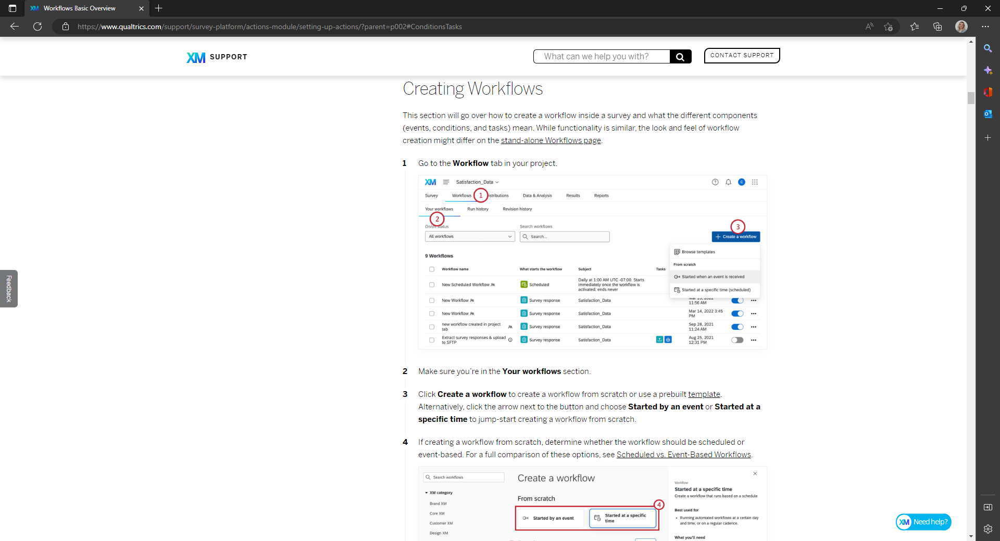 Workflows Basic Overview
https://www.qualtrics.com/support/survey-platform/actions-module/setting-up-actions/?parent=p002#ConditionsTasks
XM SUPPORT
What can we help you with?
CONTACT SUPPORT
Creating Workflows
This section will go over how to create a workflow inside a survey and what the different components
(events, conditions, and tasks) mean. While functionality is similar, the look and feel of workflow
creation might differ on the stand-alone Workflows page.
1 Go to the Workflow tab in your project.
XM Satisfaction_Data C
Survey Workflows 1 istributions Data & Analysis Results Reports
Your workflows Run history Revision history
2
On/off status Search workflows
3
All workflows Search... + Create a workflow
Browse templates
9 Workflows
From scratch
Workflow name What starts the workflow Subject Tasks
Started when an event is received
New Scheduled Workflow Scheduled Daily at 1:00 AM UTC -07:00. Starts
immediately once the workflow is
activated; ends never
Started at a specific time (scheduled)
New Workflow Survey response Satisfaction_Data Mar 15, 2022
11:56 AM
New Workflow Survey response Satisfaction_Data Mar 14, 2022 3:45
PM
new workflow created in project
tab Survey response Satisfaction_Data Sep 28, 2021
11:24 AM
Extract survey responses & upload
to SFTP Survey response Satisfaction_Data Aug 25, 2021
12:31 PM
Feedback
2 Make sure you're in the Your workflows section.
3 Click Create a workflow to create a workflow from scratch or use a prebuilt template.
Alternatively, click the arrow next to the button and choose Started by an event or Started at a
specific time to jump-start creating a workflow from scratch.
4 If creating a workflow from scratch, determine whether the workflow should be scheduled or
event-based. For a full comparison of these options, see Scheduled vs. Event-Based Workflows.
Search workflows
XM category
Brand XM
Core XM
Customer XM
Design XM
Create a workflow
From scratch
4
Started by an event
Started at a specific
time
Workflow
Started at a specific time
Create a workflow that runs based on a schedule
Best used for
• Running automated workflows at a certain day
and time, or on a regular cadence.
What you'll need
XM Need help?